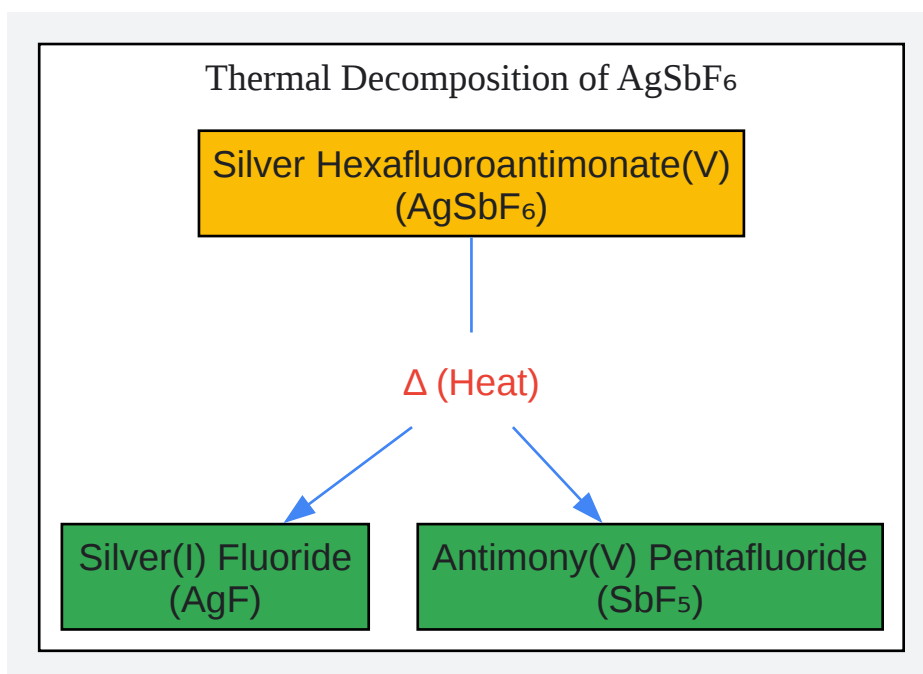 Thermal Decomposition of AgSbF₆
Silver Hexafluoroantimonate(V)
(AgSbF₆)
Δ (Heat)
Silver(I) Fluoride
(AgF)
Antimony(V) Pentafluoride
(SbF₅)